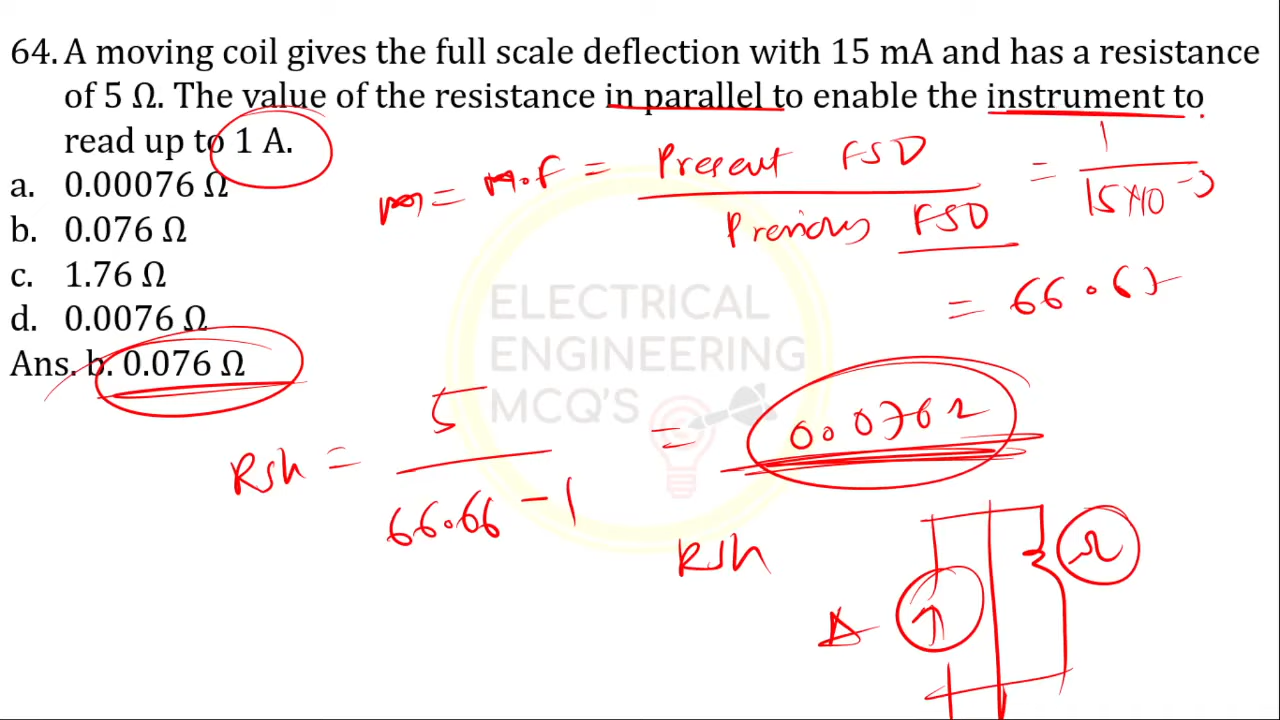 64. A moving coil gives the full scale deflection with 15 mA and has a resistance
of 5 Ω. The value of the resistance in parallel to enable the instrument to
read up to 1 A.
a. 0.00076 Ω
b. 0.076 Ω
c. 1.76 Ω
d. 0.0076 Ω
Ans. b. 0.076 Ω
m = M.F = Present FSD / Previous FSD = 1 / 15×10⁻³
= 66.67
ELECTRICAL
ENGINEERING
MCQ'S
Rsh = 5 / 66.66 - 1 = 0.076Ω
Rsh
Ω
A